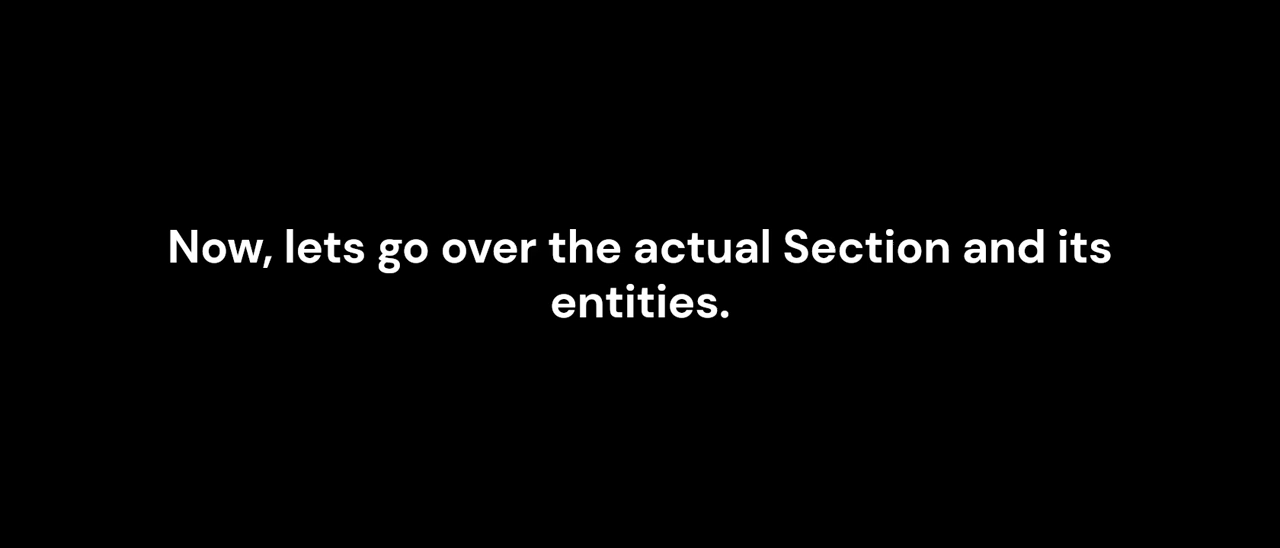 Now, lets go over the actual Section and its
entities.